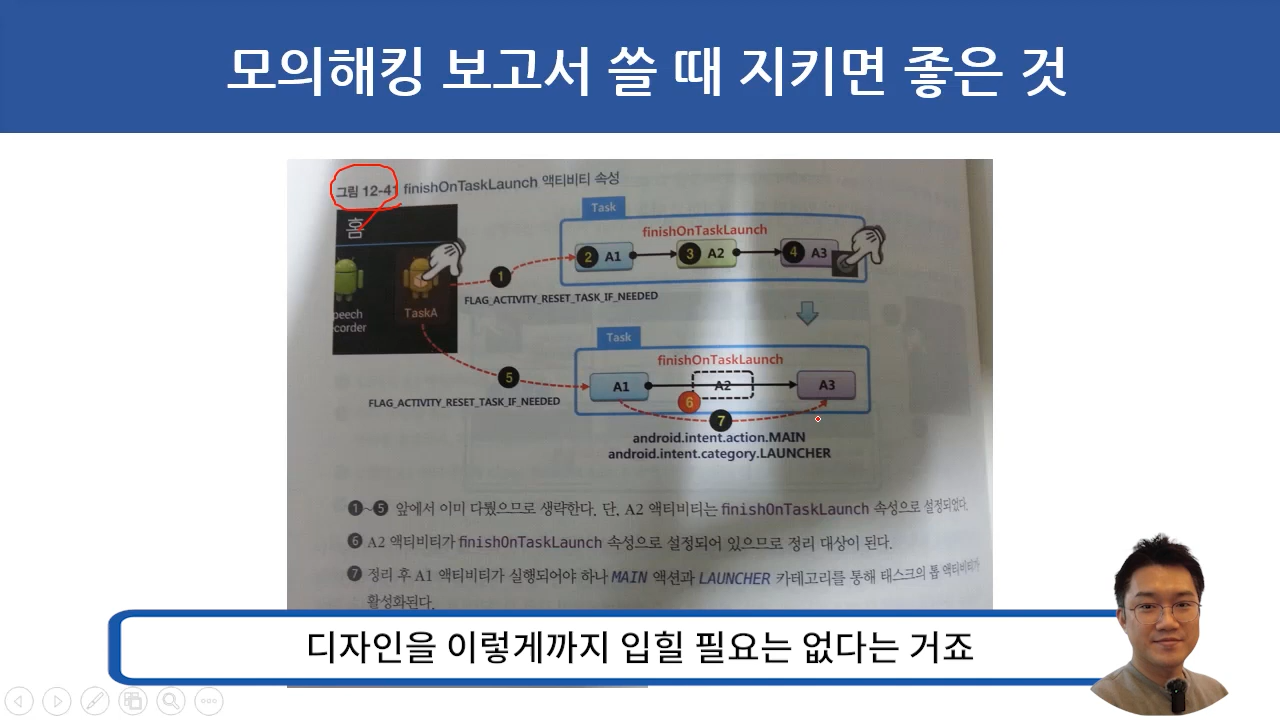 모의해킹 보고서 쓸 때 지키면 좋은 것
그림 12-41 finishOnTaskLaunch 액티비티 속성
홈
Task
finishOnTaskLaunch
2 A1 3 A2 4 A3
1
FLAG_ACTIVITY_RESET_TASK_IF_NEEDED
peech
corder
TaskA
Task
finishOnTaskLaunch
5 A1 A2 A3
6
FLAG_ACTIVITY_RESET_TASK_IF_NEEDED
7
android.intent.action.MAIN
android.intent.category.LAUNCHER
❶~❺ 앞에서 이미 다뤘으므로 생략한다. 단, A2 액티비티는 finishOnTaskLaunch 속성으로 설정되었다.
❻ A2 액티비티가 finishOnTaskLaunch 속성으로 설정되어 있으므로 정리 대상이 된다.
❼ 정리 후 A1 액티비티가 실행되어야 하나 MAIN 액션과 LAUNCHER 카테고리를 통해 태스크의 톱 액티비티가
활성화된다.
디자인을 이렇게까지 입힐 필요는 없다는 거죠